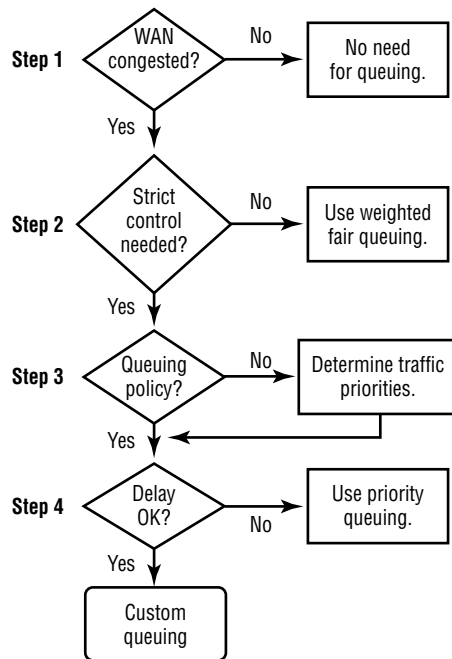 Step 1
WAN
congested?
No
No need
for queuing.
Yes
Step 2
Strict
control
needed?
No
Use weighted
fair queuing.
Yes
Step 3
Queuing
policy?
No
Determine traffic
priorities.
Yes
Step 4
Delay
OK?
No
Use priority
queuing.
Yes
Custom
queuing